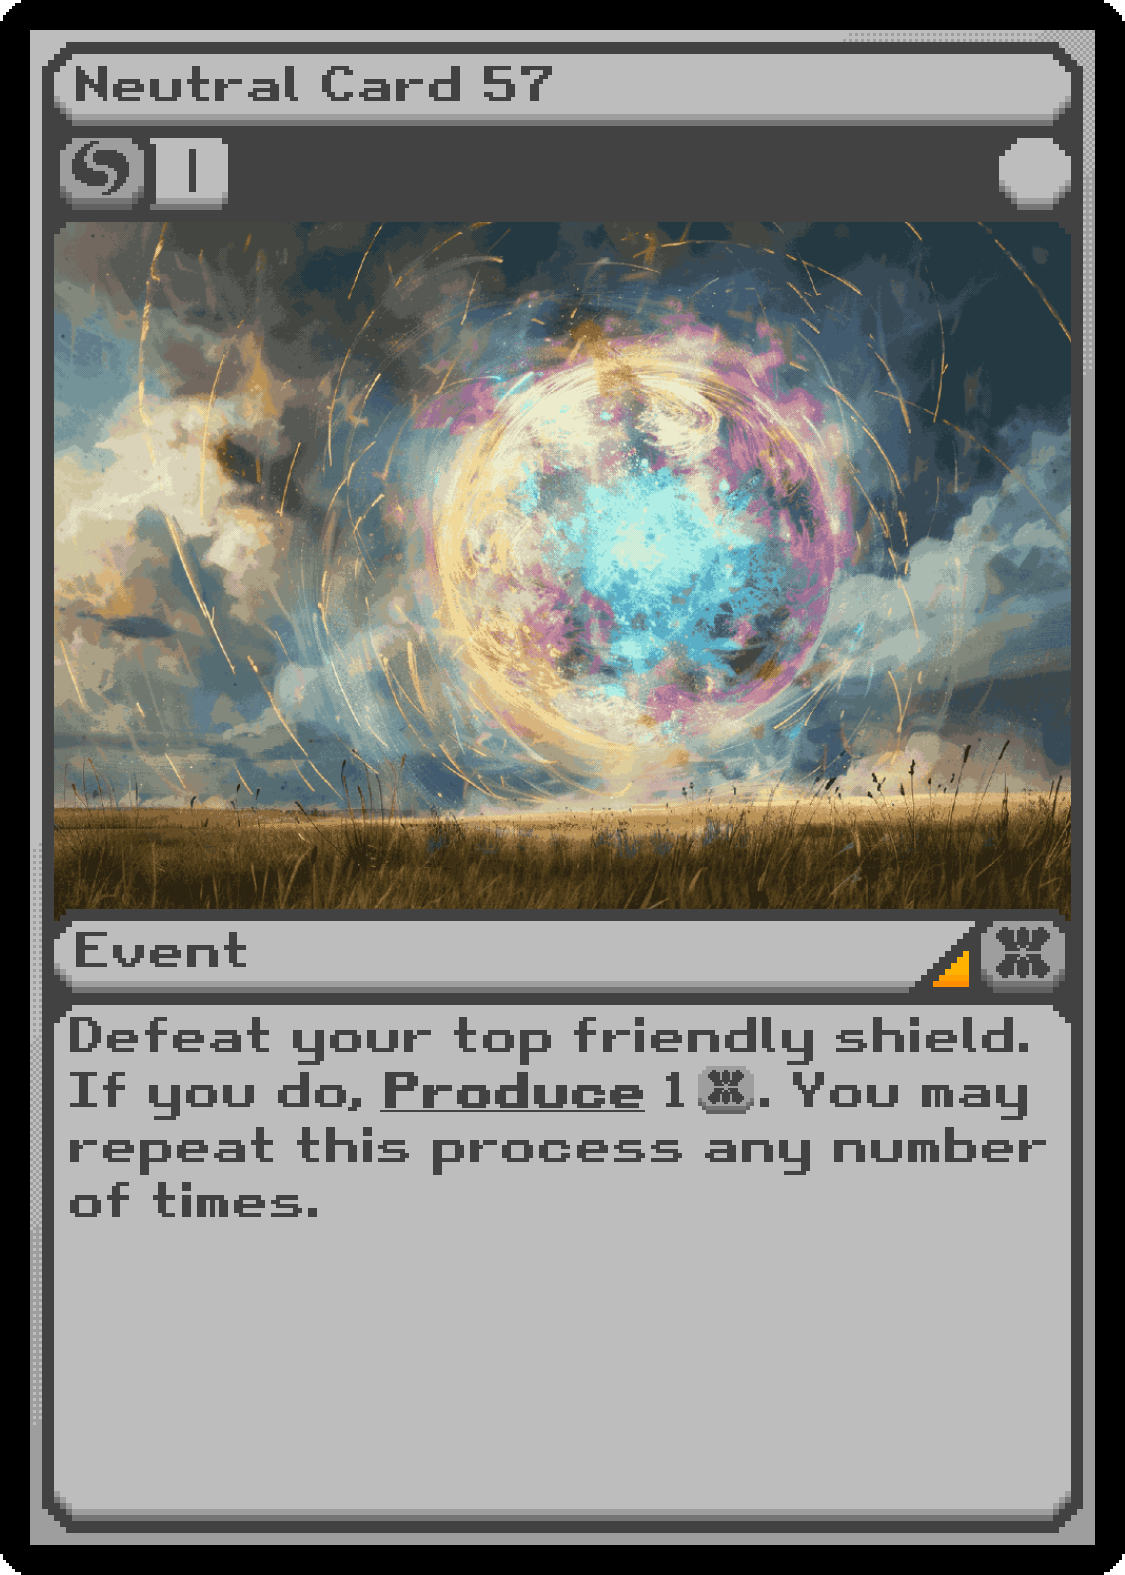 Neutral Card 57
I
Event
Defeat your top friendly shield.
If you do, Produce 1 . You may
repeat this process any number
of times.